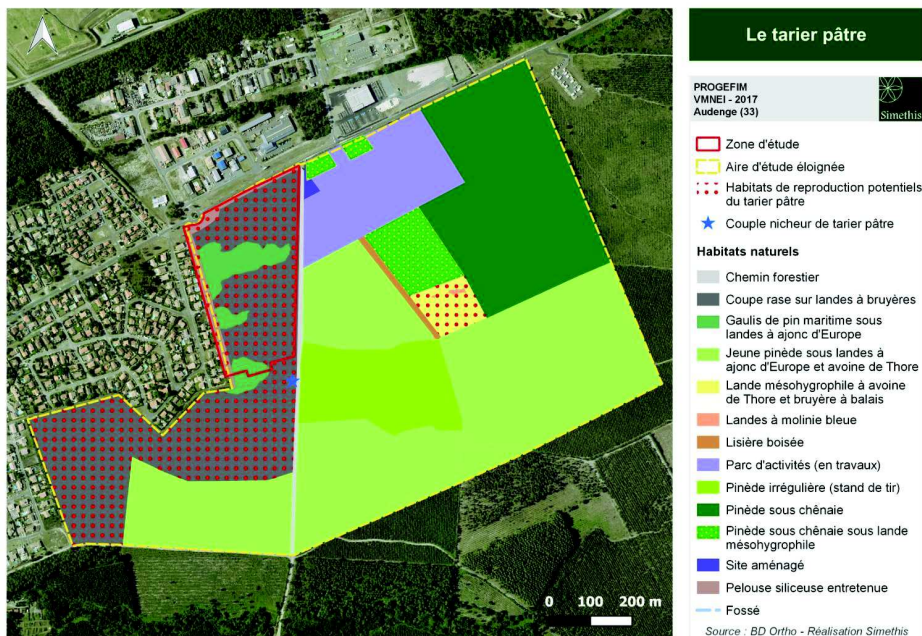 Le tarier pâtre
PROGEFIM
VMNEI - 2017
Audenge (33)
Simethis
Zone d'étude
Aire d'étude éloignée
Habitats de reproduction potentiels
du tarier pâtre
Couple nicheur de tarier pâtre
Habitats naturels
Chemin forestier
Coupe rase sur landes à bruyères
Gaulis de pin maritime sous
landes à ajonc d'Europe
Jeune pinède sous landes à
ajonc d'Europe et avoine de Thore
Lande mésohygrophile à avoine
de Thore et bruyère à balais
Landes à molinie bleue
Lisière boisée
Parc d'activités (en travaux)
Pinède irrégulière (stand de tir)
Pinède sous chênaie
Pinède sous chênaie sous lande
mésohygrophile
Site aménagé
Pelouse siliceuse entretenue
Fossé
0 100 200 m
Source : BD Ortho - Réalisation Simethis